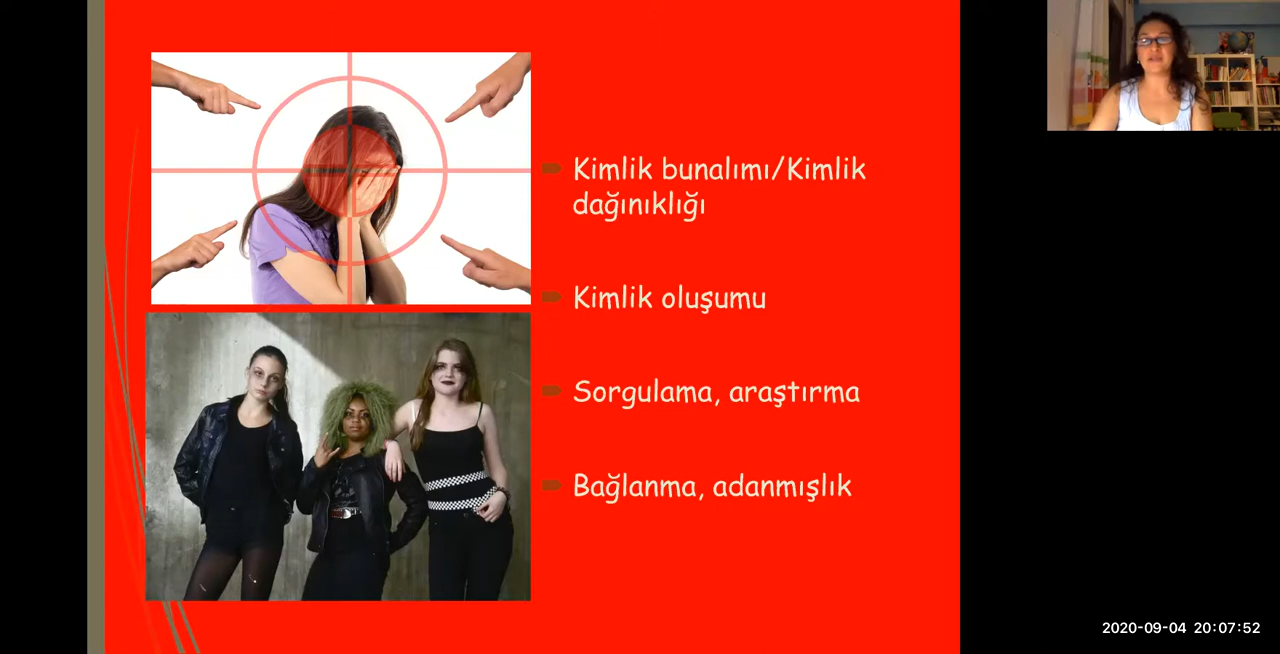 Kimlik bunalımı/Kimlik
dağınıklığı
Kimlik oluşumu
Sorgulama, araştırma
Bağlanma, adanmışlık
2020-09-04 20:07:52